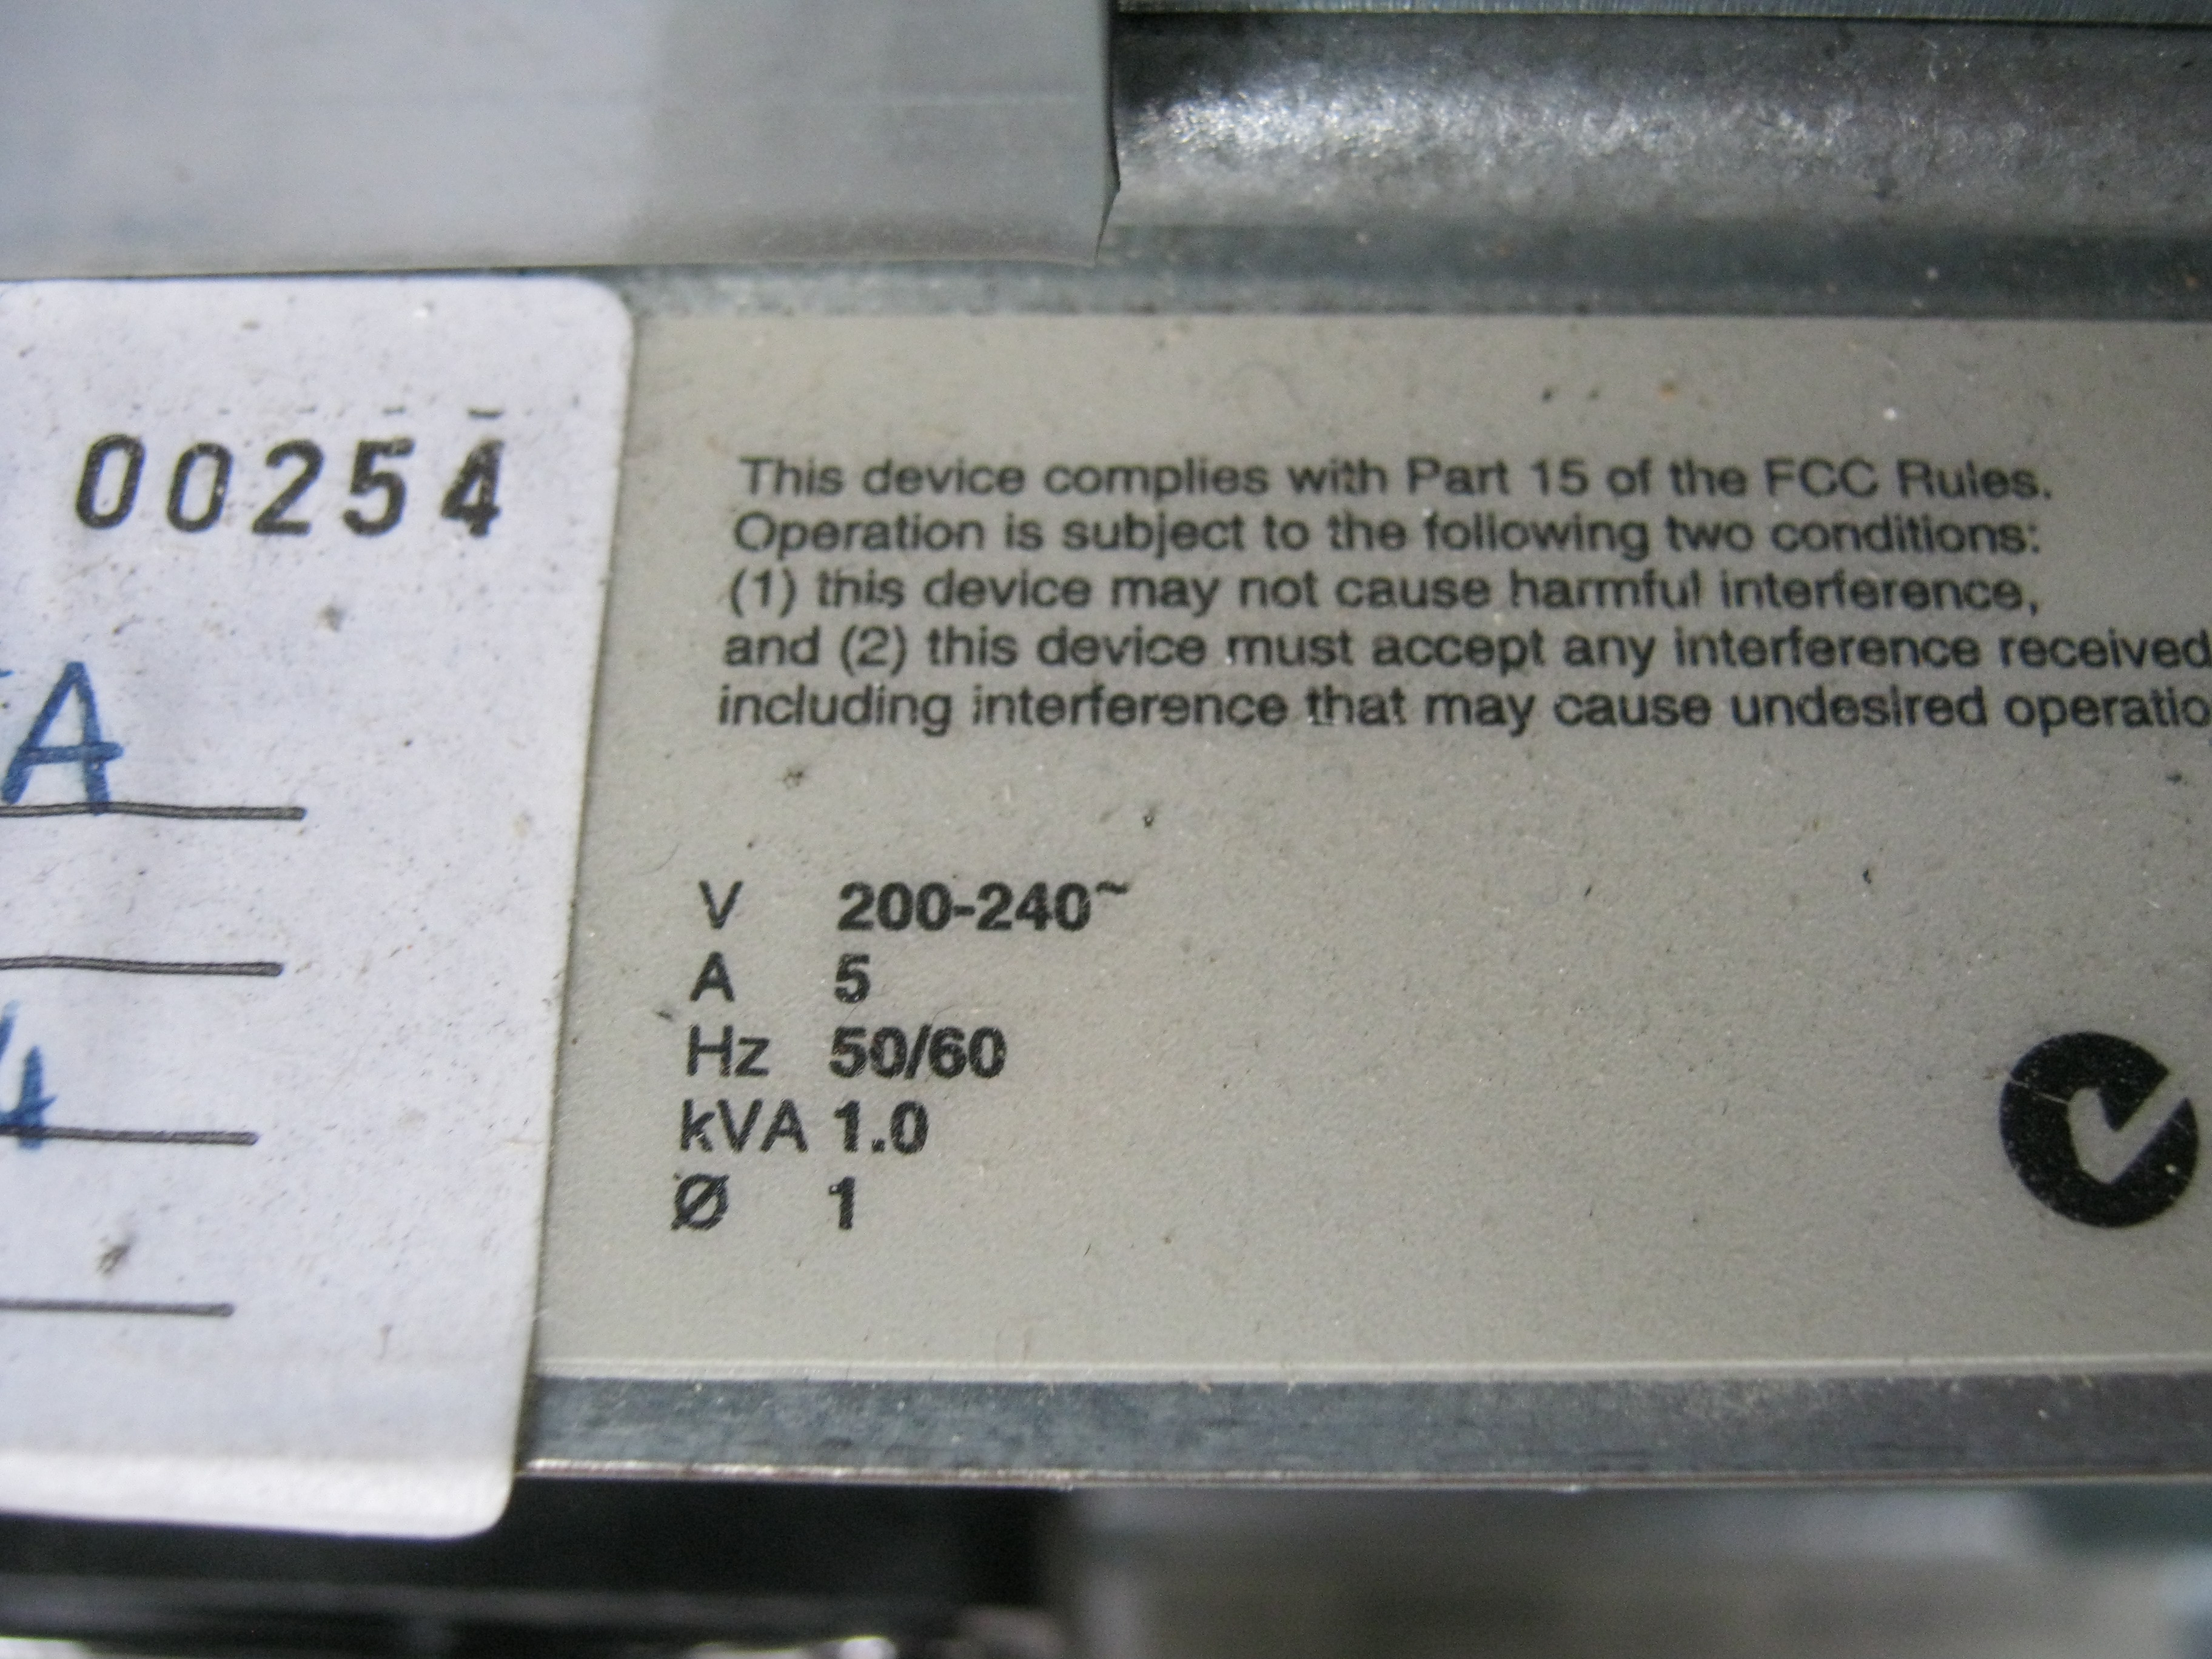 00254
A
4
This device complies with Part 15 of the FCC Rules.
Operation is subject to the following two conditions:
(1) this device may not cause harmful interference,
and (2) this device must accept any interference received
including interference that may cause undesired operatio
V 200-240~
A 5
Hz 50/60
kVA 1.0
Ø 1